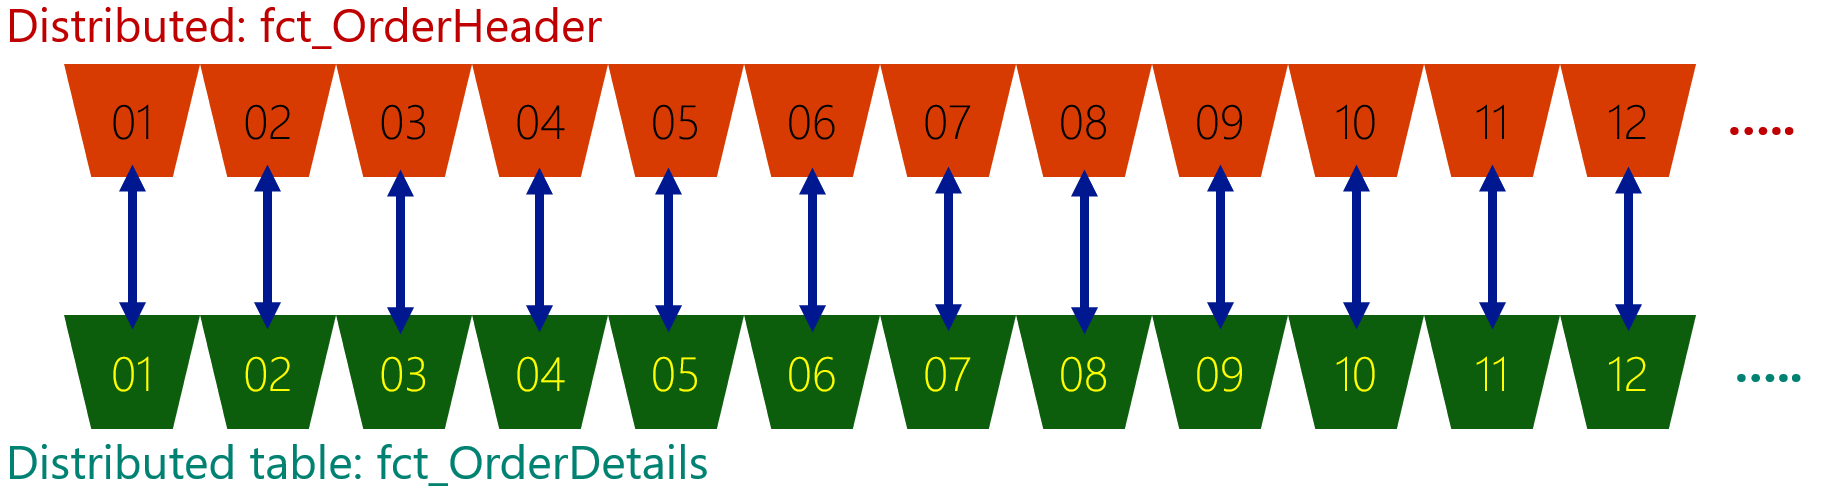 Distributed: fct_OrderHeader
01 02 03 04 05 06 07 08 09 10 11 12 .....
01 02 03 04 05 06 07 08 09 10 11 12 .....
Distributed table: fct_OrderDetails